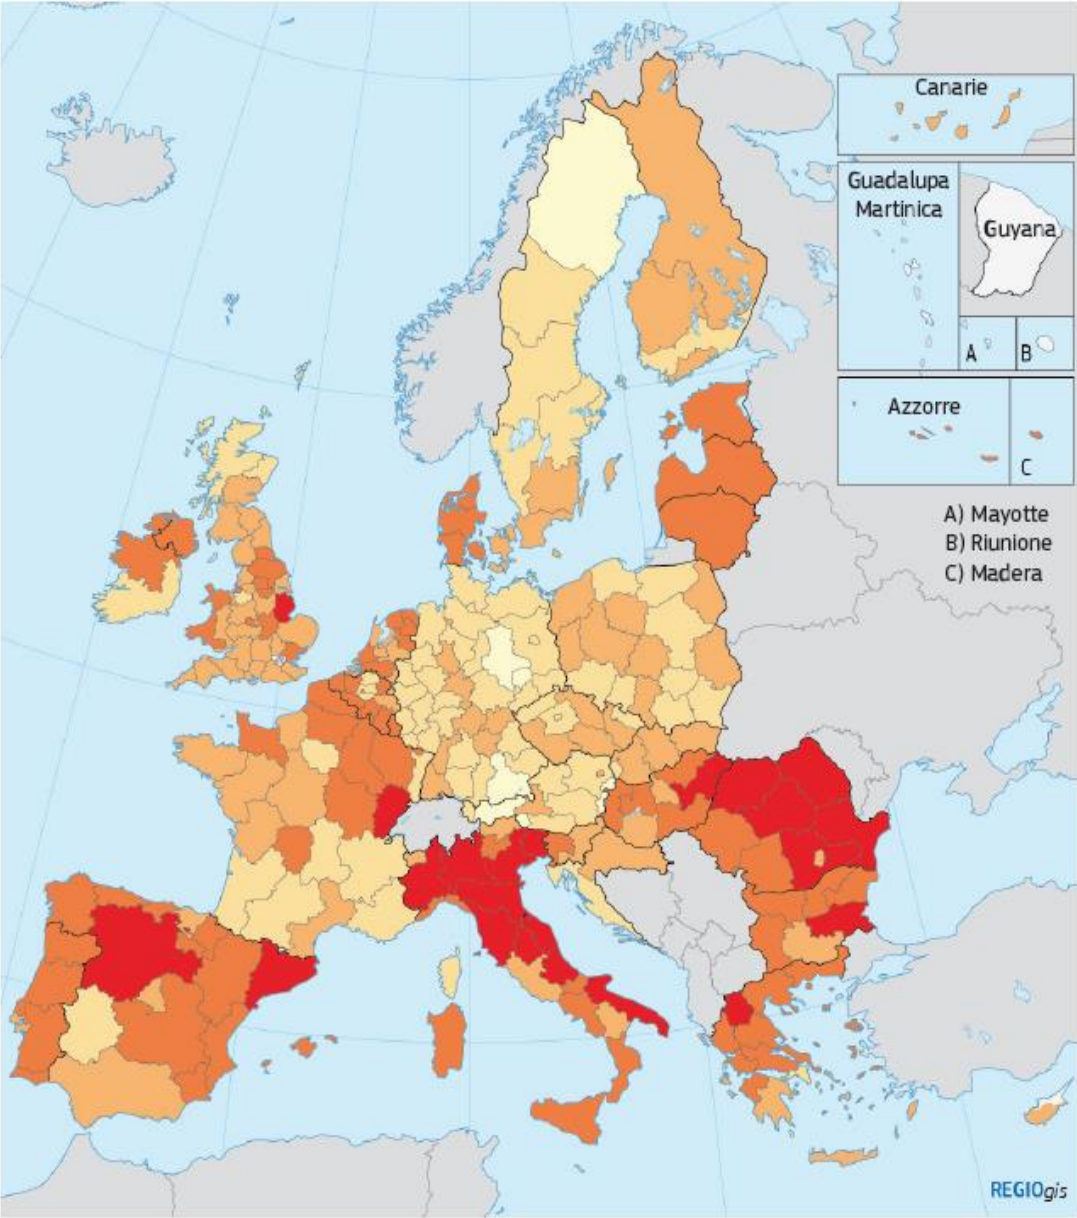 Canarie
Guadalupa
Martinica
Guyana
A
B
Azzorre
C
A) Mayotte
B) Riunione
C) Madera
REGIOgis